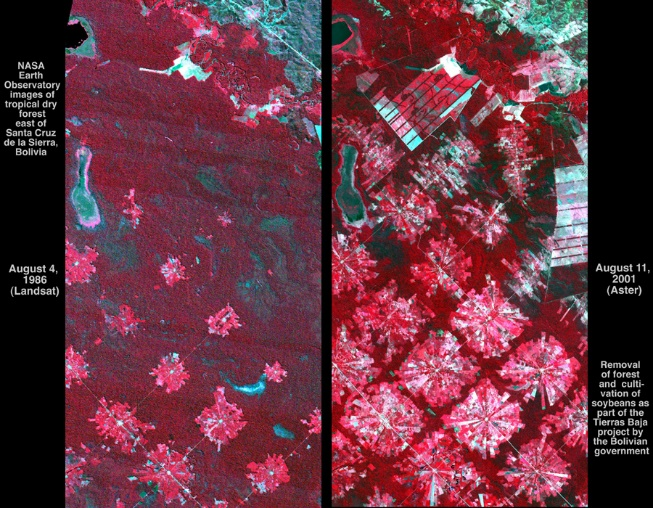 NASA
Earth
Observatory
images of
tropical dry
forest
east of
Santa Cruz
de la Sierra,
Bolivia
August 4,
1986
(Landsat)
August 11,
2001
(Aster)
Removal
of forest
and culti-
vation of
soybeans as
part of the
Tierras Baja
project by
the Bolivian
government